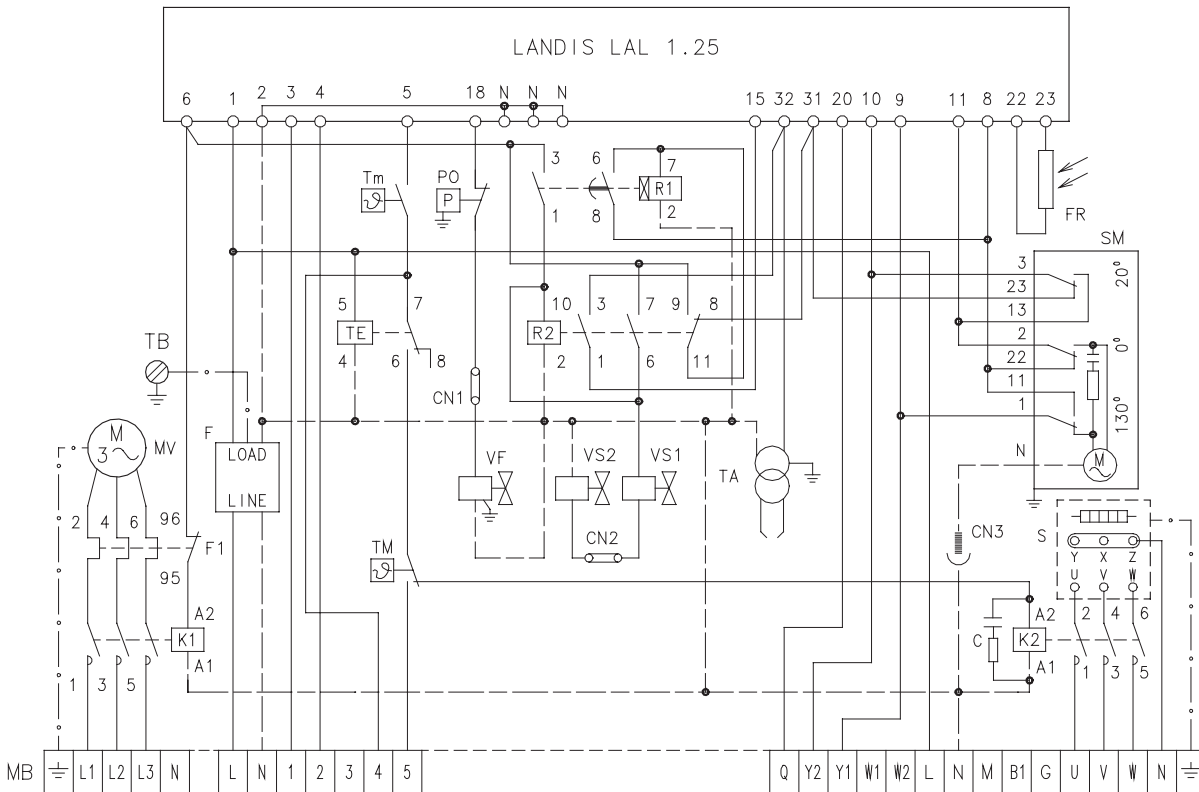 LANDIS LAL 1.25
6 1 2 3 4 5 18 N N N 15 32 31 20 10 9 11 8 22 23
3 6 7
Tm PO P R1
1 8 2 FR
SM
3 20°
23
13
5 7 10 3 7 9 8
TE R2 2 0°
4 6 8 2 1 6 11 22
TB 11
CN1 1 130°
M 3 MV F LOAD N M
VF VS2 VS1 TA
LINE
2 4 6 96 CN2 CN3 S
F1 Y X Z
TM
95 U V W
A2 A2 2 4 6
K1 C K2
A1 A1
1 3 5 1 3 5
MB L1 L2 L3 N L N 1 2 3 4 5 Q Y2 Y1 W1 W2 L N M B1 G U V W N